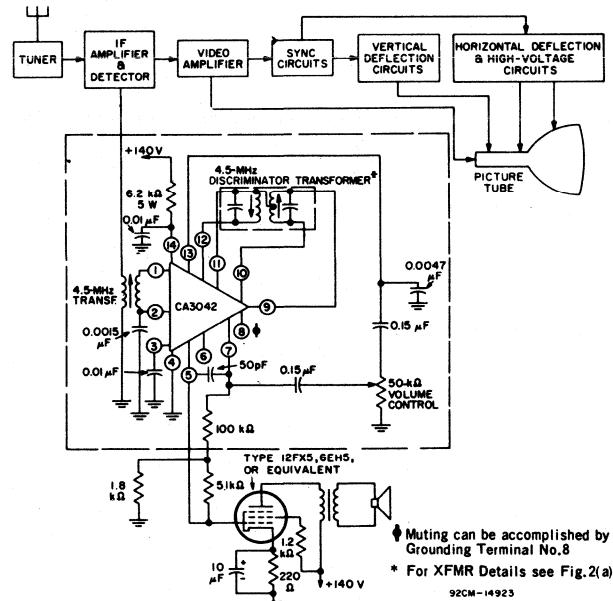 TUNER
IF
AMPLIFIER
&
DETECTOR
VIDEO
AMPLIFIER
SYNC
CIRCUITS
VERTICAL
DEFLECTION
CIRCUITS
HORIZONTAL DEFLECTION
& HIGH-VOLTAGE
CIRCUITS
PICTURE
TUBE
+140V
6.2 kΩ
5 W
0.01 µF
4.5-MHz
DISCRIMINATOR TRANSFORMER*
14
13
12
11
10
4.5-MHz
TRANSF.
1
2
3
4
5
6
7
8
9
CA3042
ϕ
0.0015
µF
0.01 µF
50pF
0.15 µF
0.15 µF
0.0047
µF
50-kΩ
VOLUME
CONTROL
100 kΩ
1.8
kΩ
5.1kΩ
TYPE 12FX5, 6EH5,
OR EQUIVALENT
1.2
kΩ
10
µF
+
-
220
Ω
+140 V
ϕ Muting can be accomplished by
Grounding Terminal No.8
* For XFMR Details see Fig.2(a)
92CM-14923